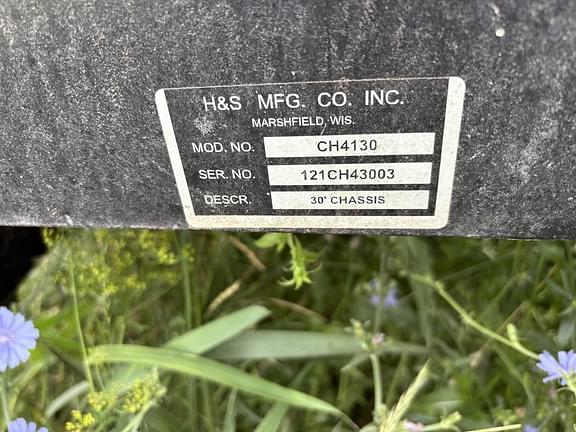 H&S MFG. CO. INC.
MARSHFIELD, WIS.
MOD. NO. CH4130
SER. NO. 121CH43003
DESCR. 30' CHASSIS